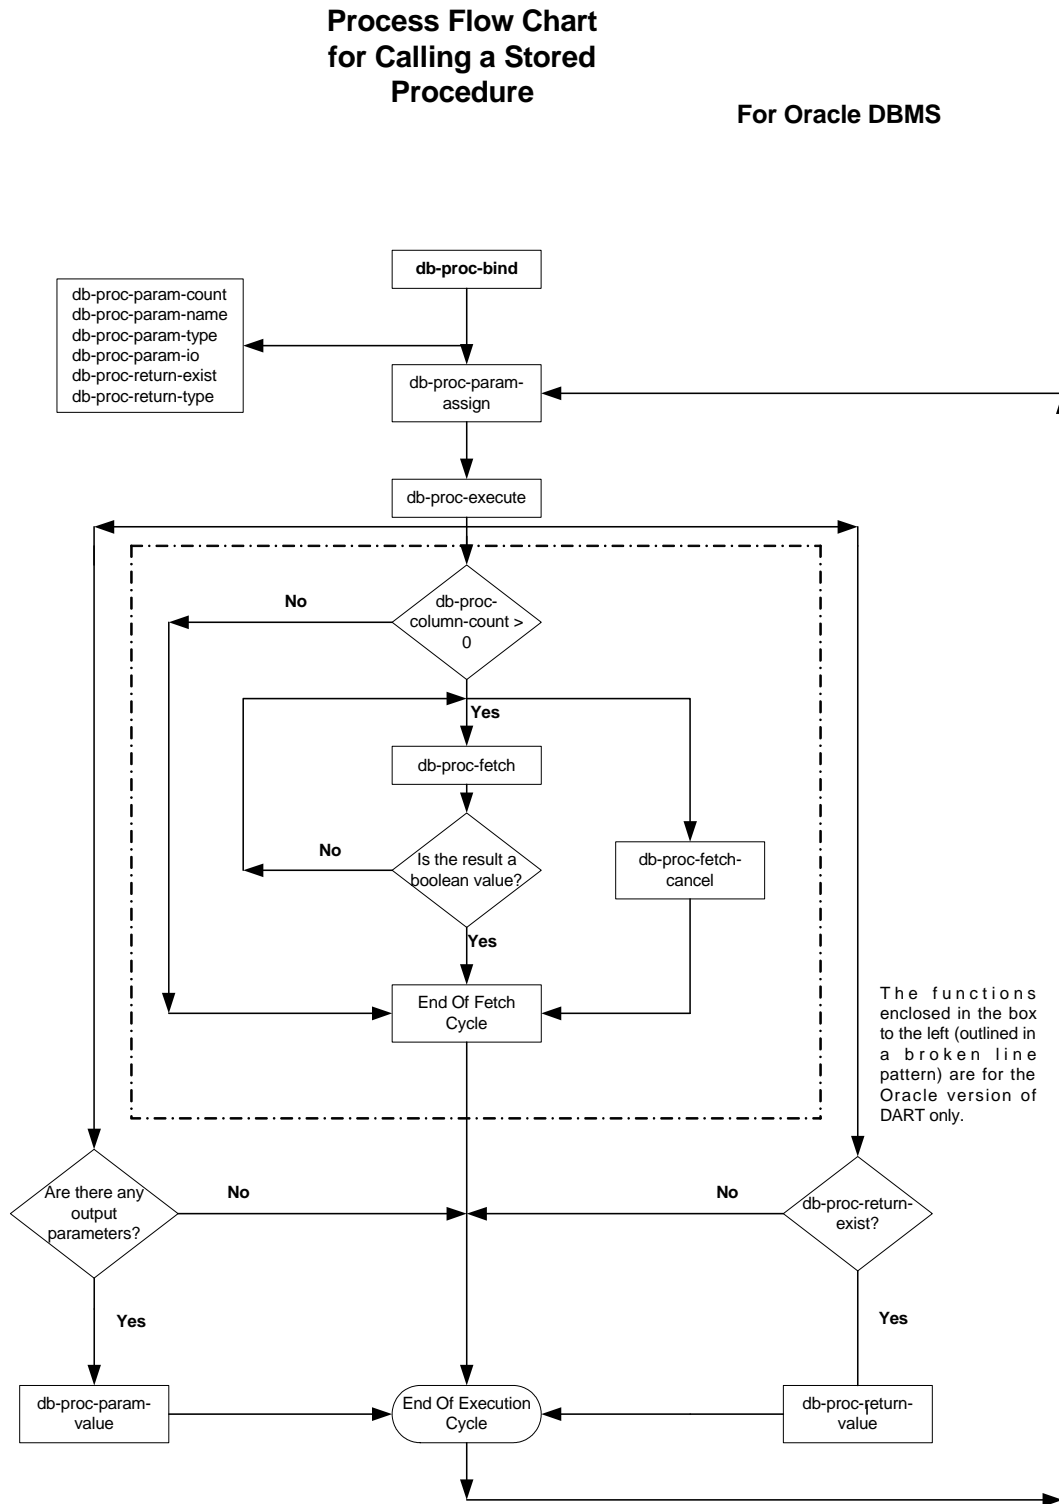 Process Flow Chart
for Calling a Stored
Procedure
For Oracle DBMS
db-proc-bind
db-proc-param-count
db-proc-param-name
db-proc-param-type
db-proc-param-io
db-proc-return-exist
db-proc-return-type
db-proc-param-
assign
db-proc-execute
No
db-proc-
column-count >
0
Yes
db-proc-fetch
No
Is the result a
boolean value?
db-proc-fetch-
cancel
Yes
End Of Fetch
Cycle
The functions
enclosed in the box
to the left (outlined in
a broken line
pattern) are for the
Oracle version of
DART only.
Are there any
output
parameters?
No
No
db-proc-return-
exist?
Yes
Yes
db-proc-param-
value
End Of Execution
Cycle
db-proc-return-
value